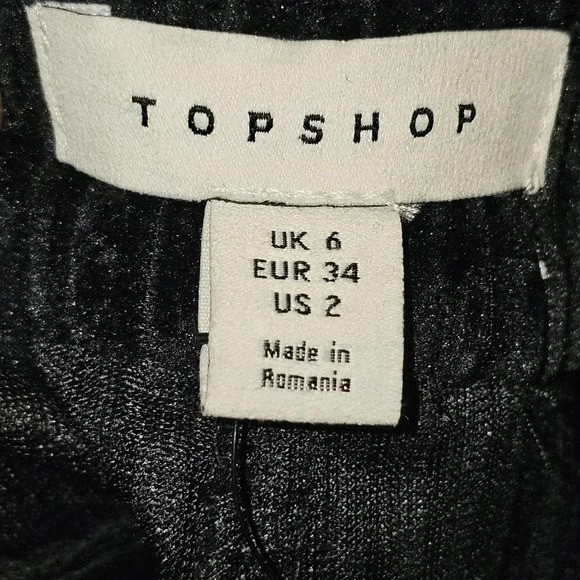 TOPSHOP
UK 6
EUR 34
US 2
Made in
Romania